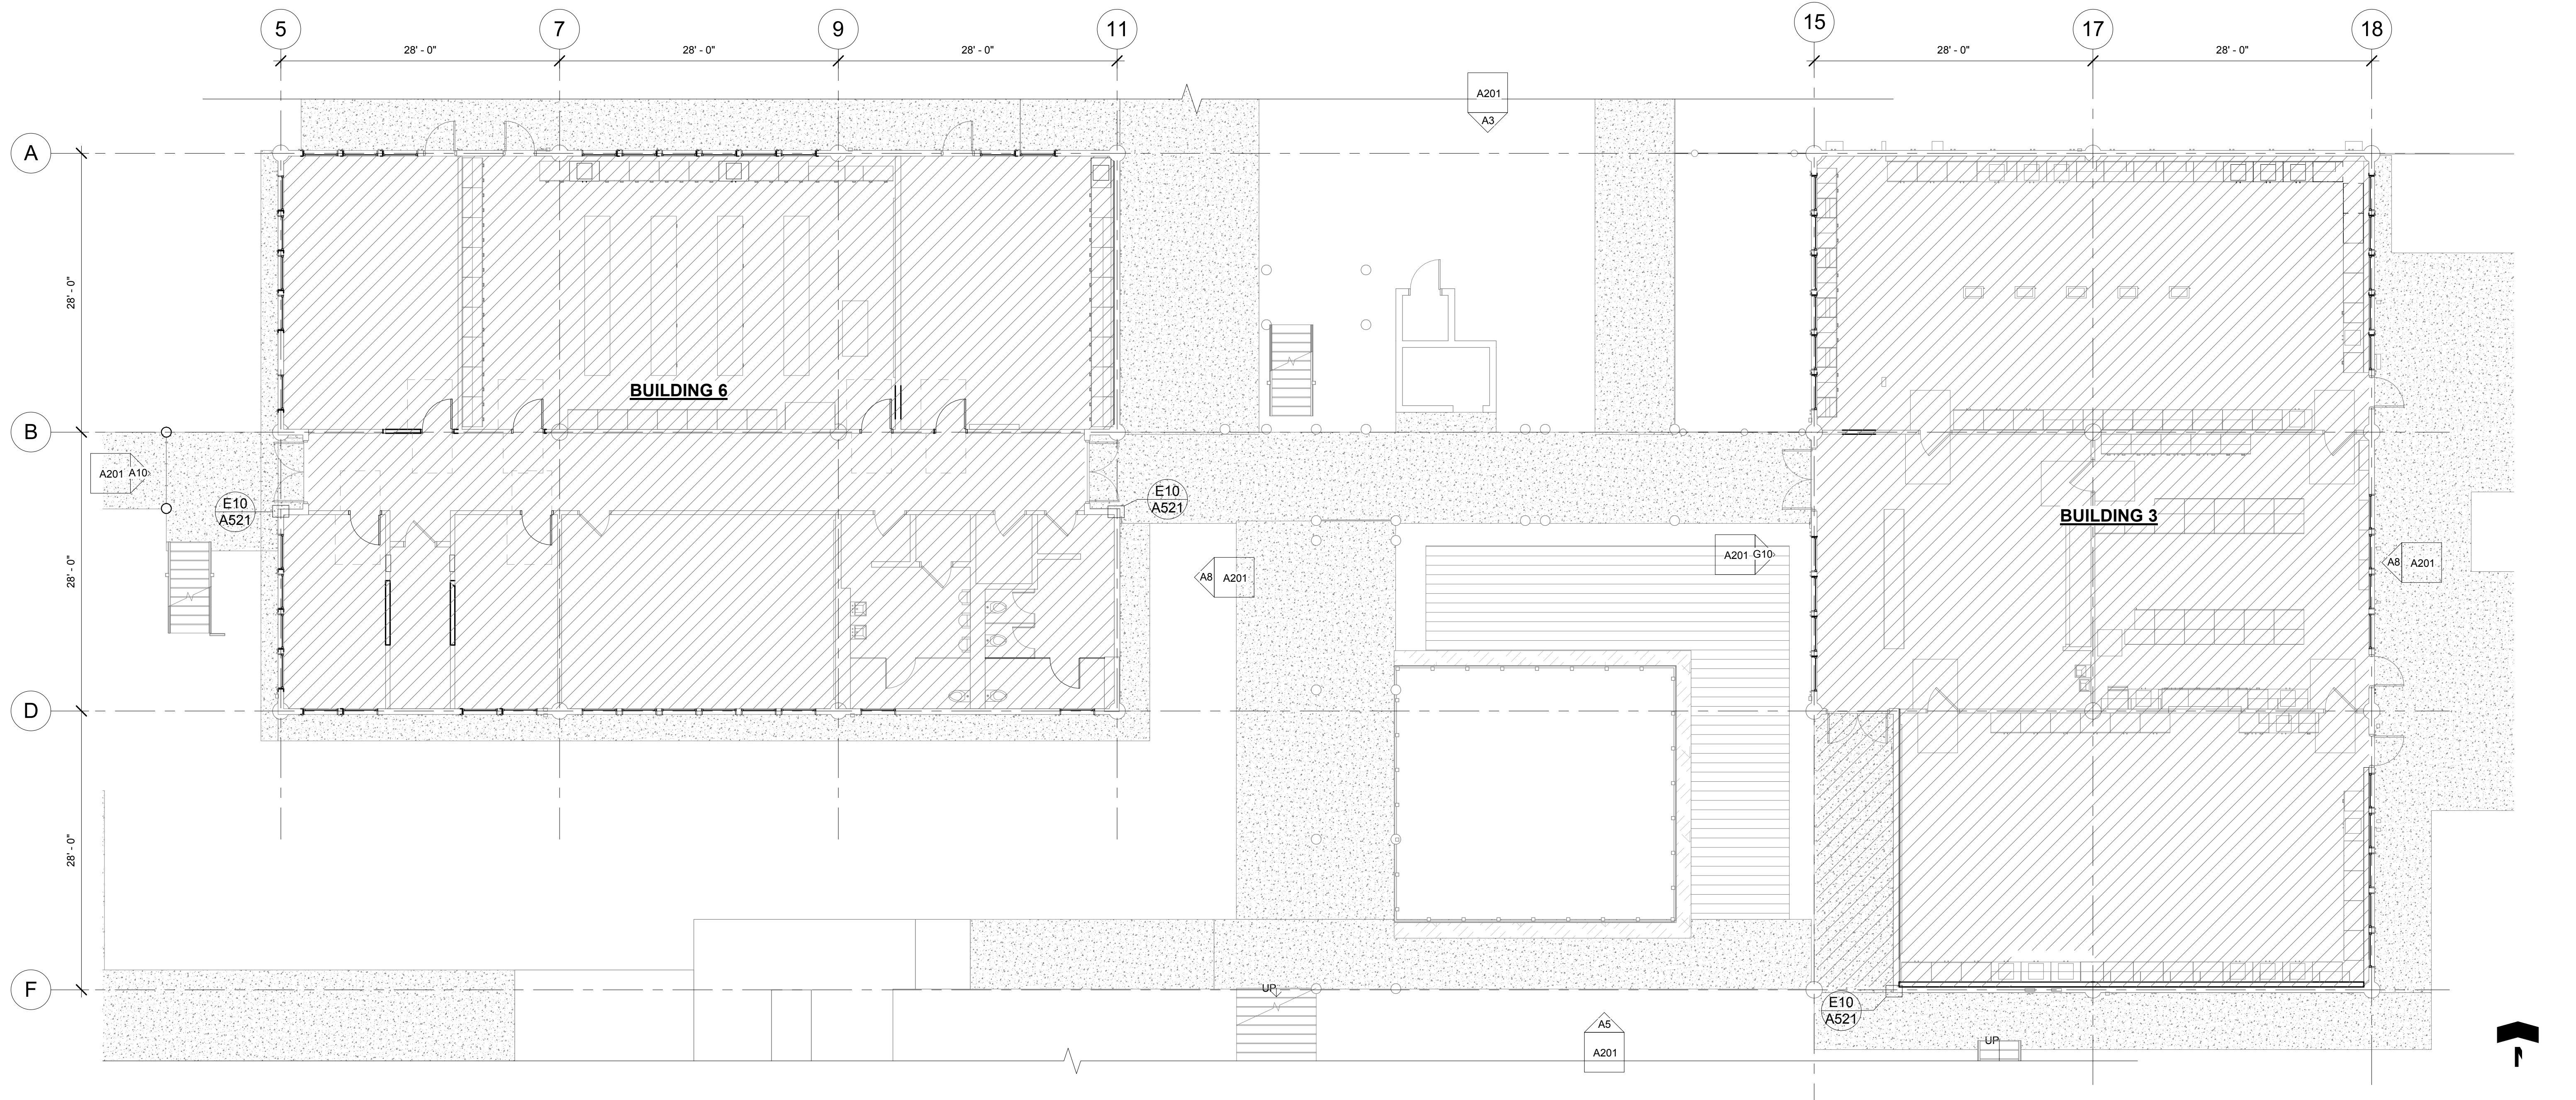 5
7
9
11
15
17
18
28' - 0"
28' - 0"
28' - 0"
28' - 0"
28' - 0"
A201
A3
A
28' - 0"
BUILDING 6
B
A201 A10
E10
A521
E10
A521
BUILDING 3
A201 G10
A8 A201
A8 A201
28' - 0"
D
28' - 0"
F
UP
E10
A521
A5
A201
UP